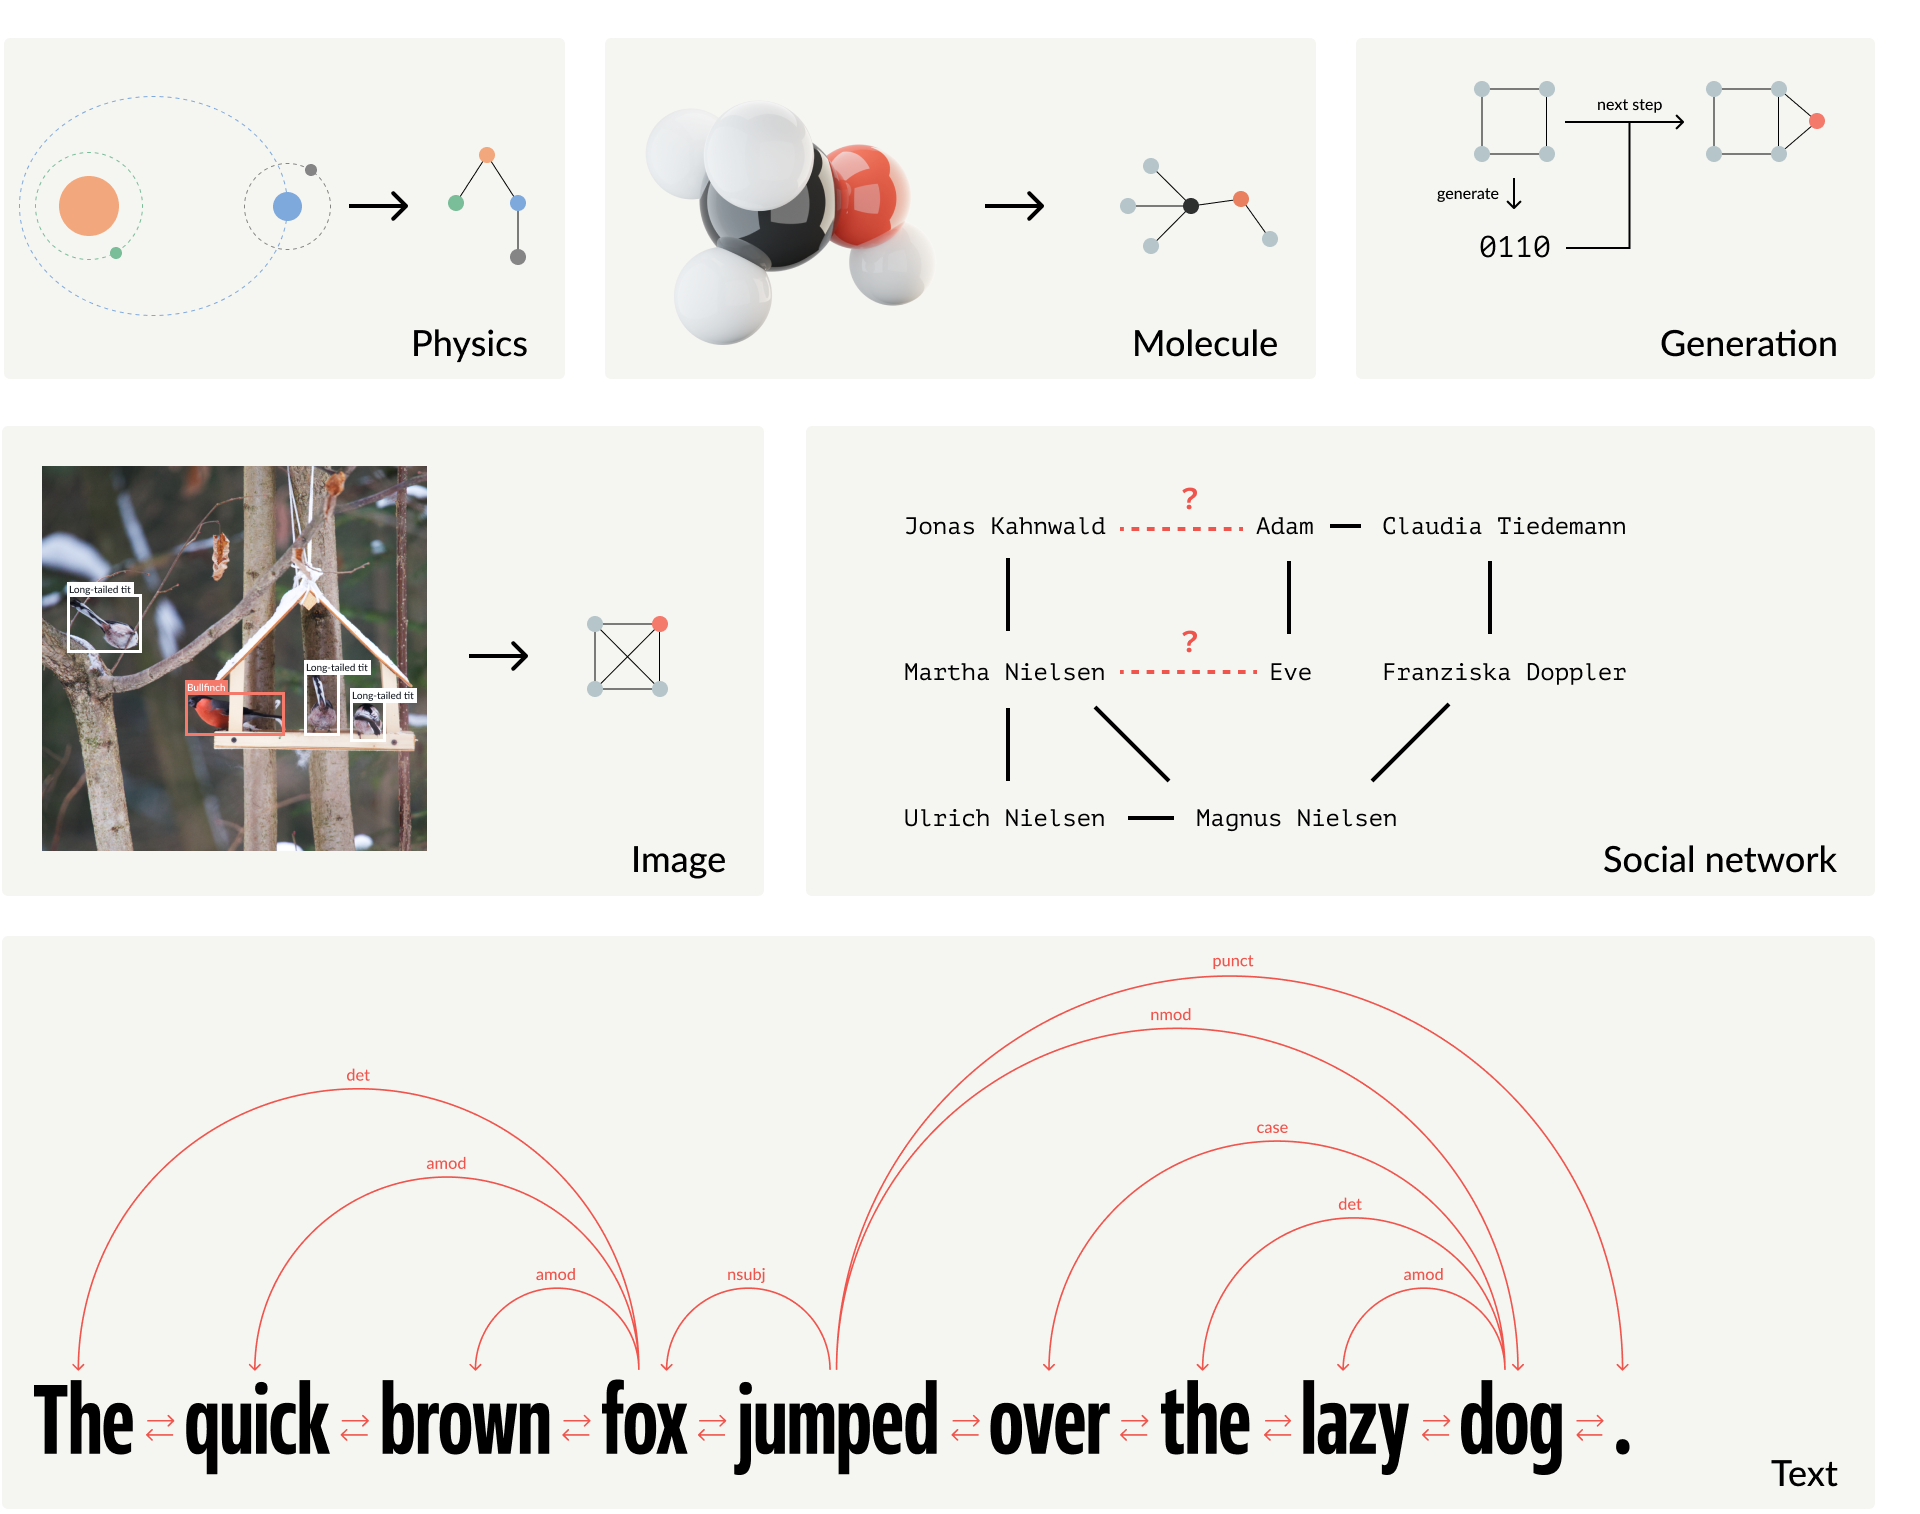 next step
generate
0110
Physics
Molecule
Generation
Long-tailed tit
Long-tailed tit
Bullfinch
Long-tailed tit
Image
?
Jonas Kahnwald Adam Claudia Tiedemann
?
Martha Nielsen Eve Franziska Doppler
Ulrich Nielsen Magnus Nielsen
Social network
punct
nmod
det
case
amod
det
amod nsubj amod
The quick brown fox jumped over the lazy dog .
Text